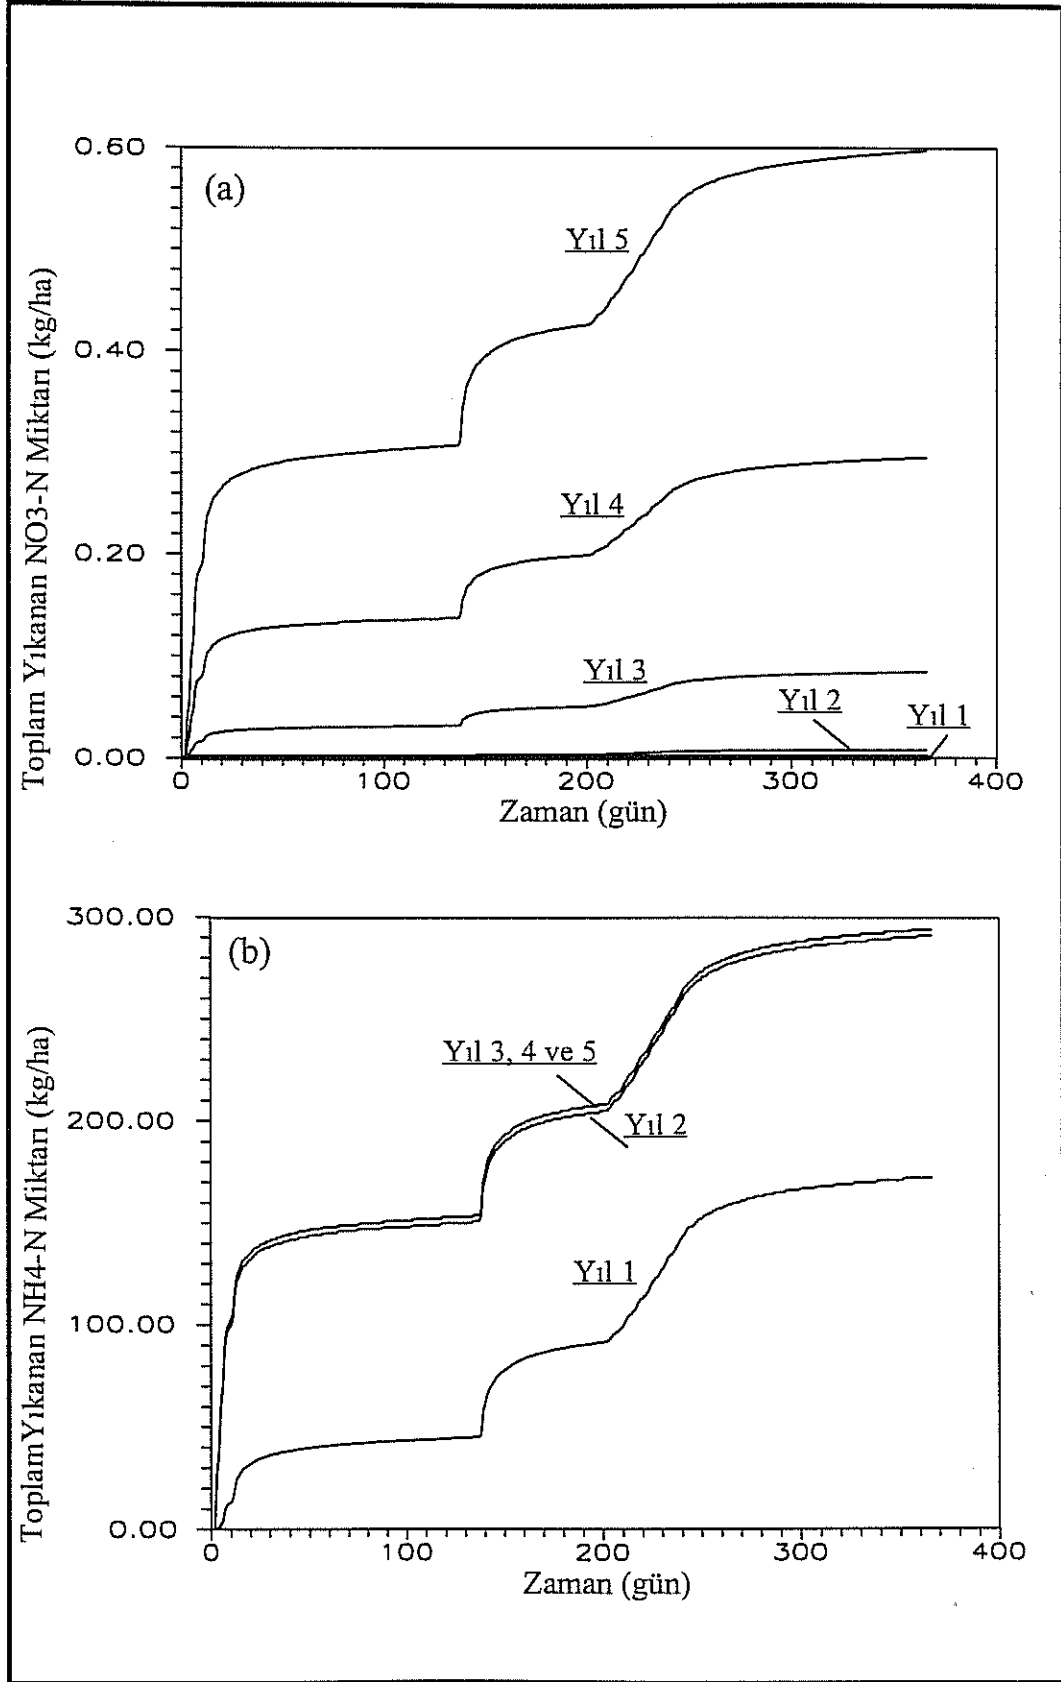 0.60
(a)
Yıl 5
0.40
Yıl 4
0.20
Yıl 3
Yıl 2
Yıl 1
0.00
0 100 200 300 400
Zaman (gün)
Toplam Yıkanan NO3-N Miktarı (kg/ha)
300.00
(b)
Yıl 3, 4 ve 5
200.00
Yıl 2
Yıl 1
100.00
0.00
0 100 200 300 400
Zaman (gün)
ToplamYıkanan NH4-N Miktarı (kg/ha)